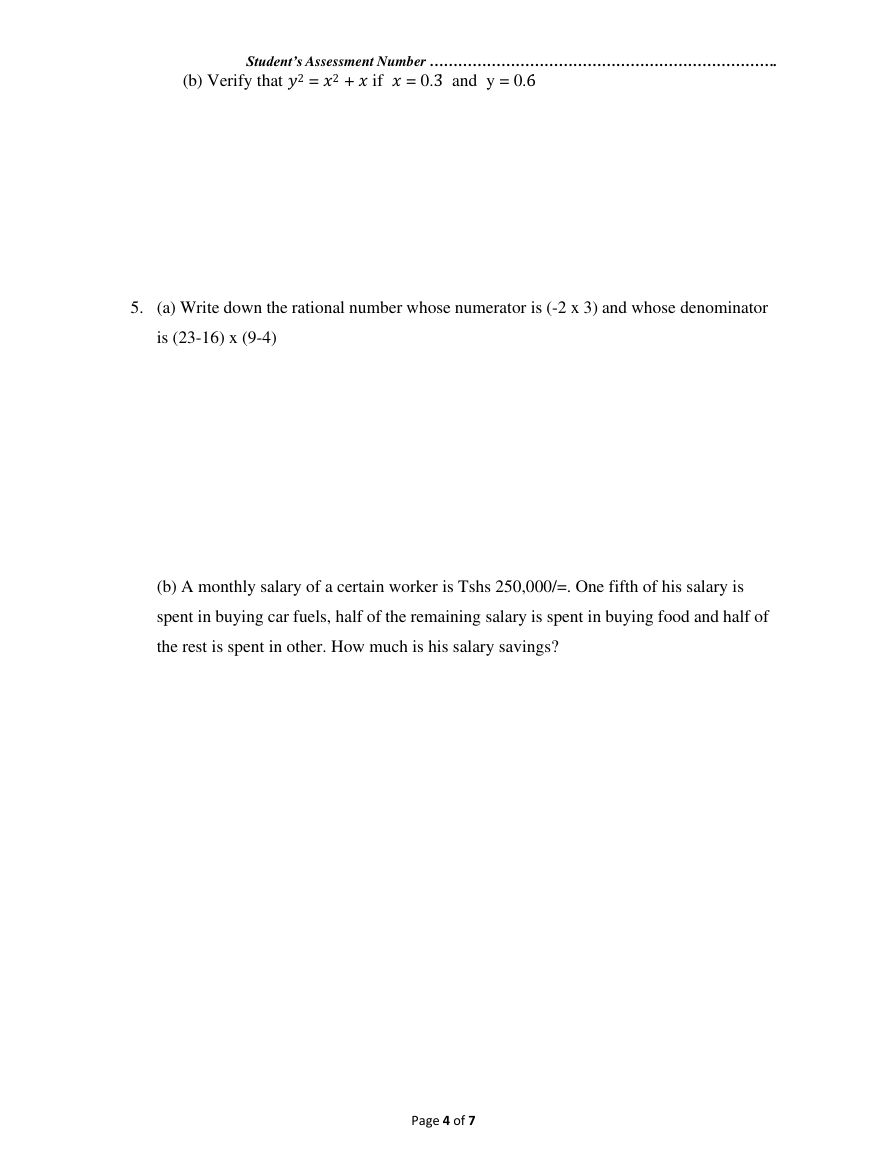 Student's Assessment Number ……………………………………………………………….
(b) Verify that 𝑦² = 𝑥² + 𝑥 if 𝑥 = 0.3 and y = 0.6
5. (a) Write down the rational number whose numerator is (-2 x 3) and whose denominator
is (23-16) x (9-4)
(b) A monthly salary of a certain worker is Tshs 250,000/=. One fifth of his salary is
spent in buying car fuels, half of the remaining salary is spent in buying food and half of
the rest is spent in other. How much is his salary savings?
Page 4 of 7